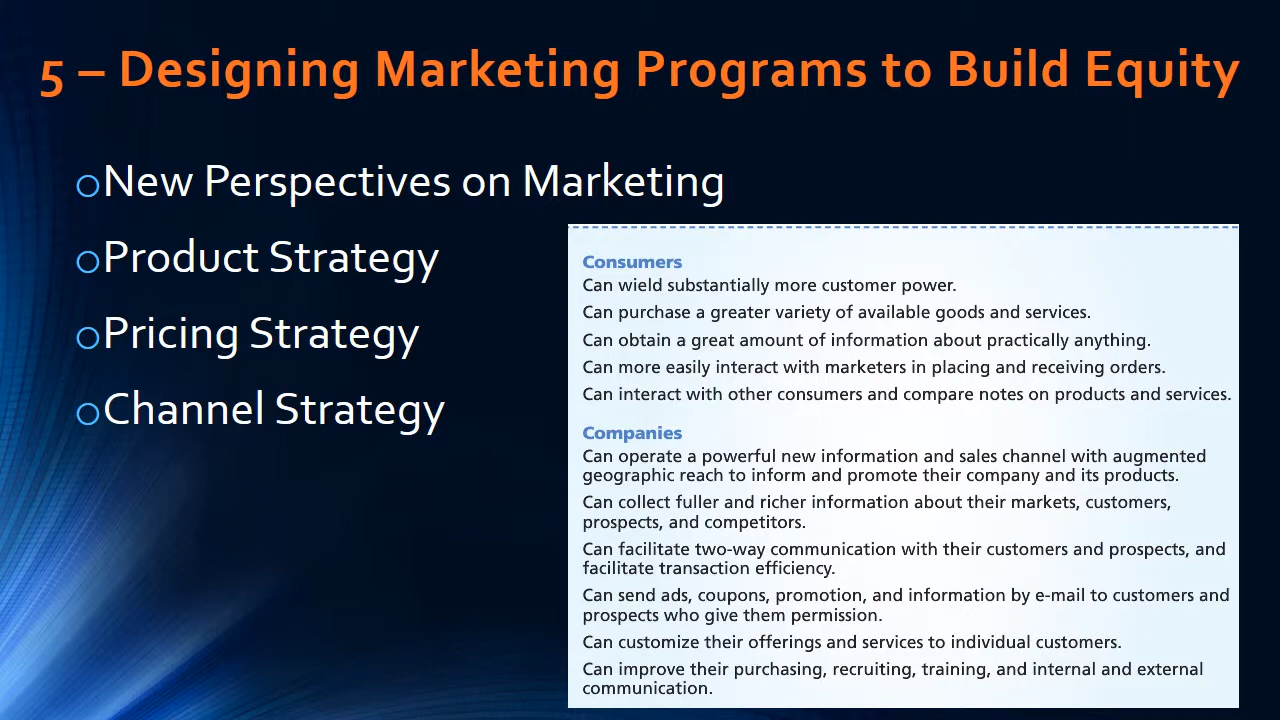 5 – Designing Marketing Programs to Build Equity
oNew Perspectives on Marketing
oProduct Strategy
oPricing Strategy
oChannel Strategy
Consumers
Can wield substantially more customer power.
Can purchase a greater variety of available goods and services.
Can obtain a great amount of information about practically anything.
Can more easily interact with marketers in placing and receiving orders.
Can interact with other consumers and compare notes on products and services.
Companies
Can operate a powerful new information and sales channel with augmented
geographic reach to inform and promote their company and its products.
Can collect fuller and richer information about their markets, customers,
prospects, and competitors.
Can facilitate two-way communication with their customers and prospects, and
facilitate transaction efficiency.
Can send ads, coupons, promotion, and information by e-mail to customers and
prospects who give them permission.
Can customize their offerings and services to individual customers.
Can improve their purchasing, recruiting, training, and internal and external
communication.